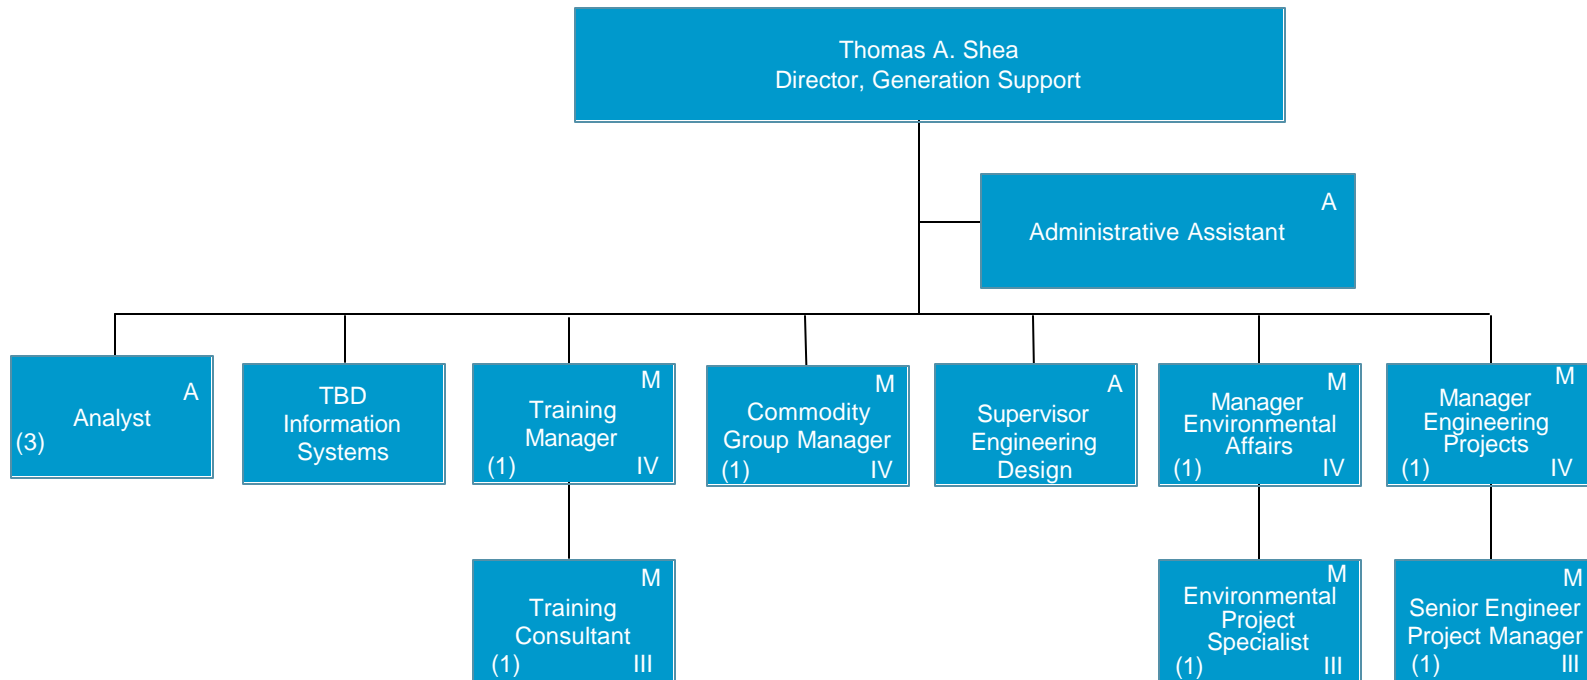 Thomas A. Shea
Director, Generation Support
A
Administrative Assistant
A
Analyst
(3)
TBD
Information
Systems
M
Training
Manager
(1) IV
M
Commodity
Group Manager
(1) IV
A
Supervisor
Engineering
Design
M
Manager
Environmental
Affairs
(1) IV
M
Manager
Engineering
Projects
(1) IV
M
Training
Consultant
(1) III
M
Environmental
Project
Specialist
(1) III
M
Senior Engineer
Project Manager
(1) III